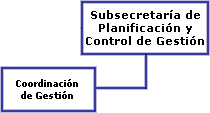 Subsecretaría de
Planificación y
Control de Gestión
Coordinación
de Gestión